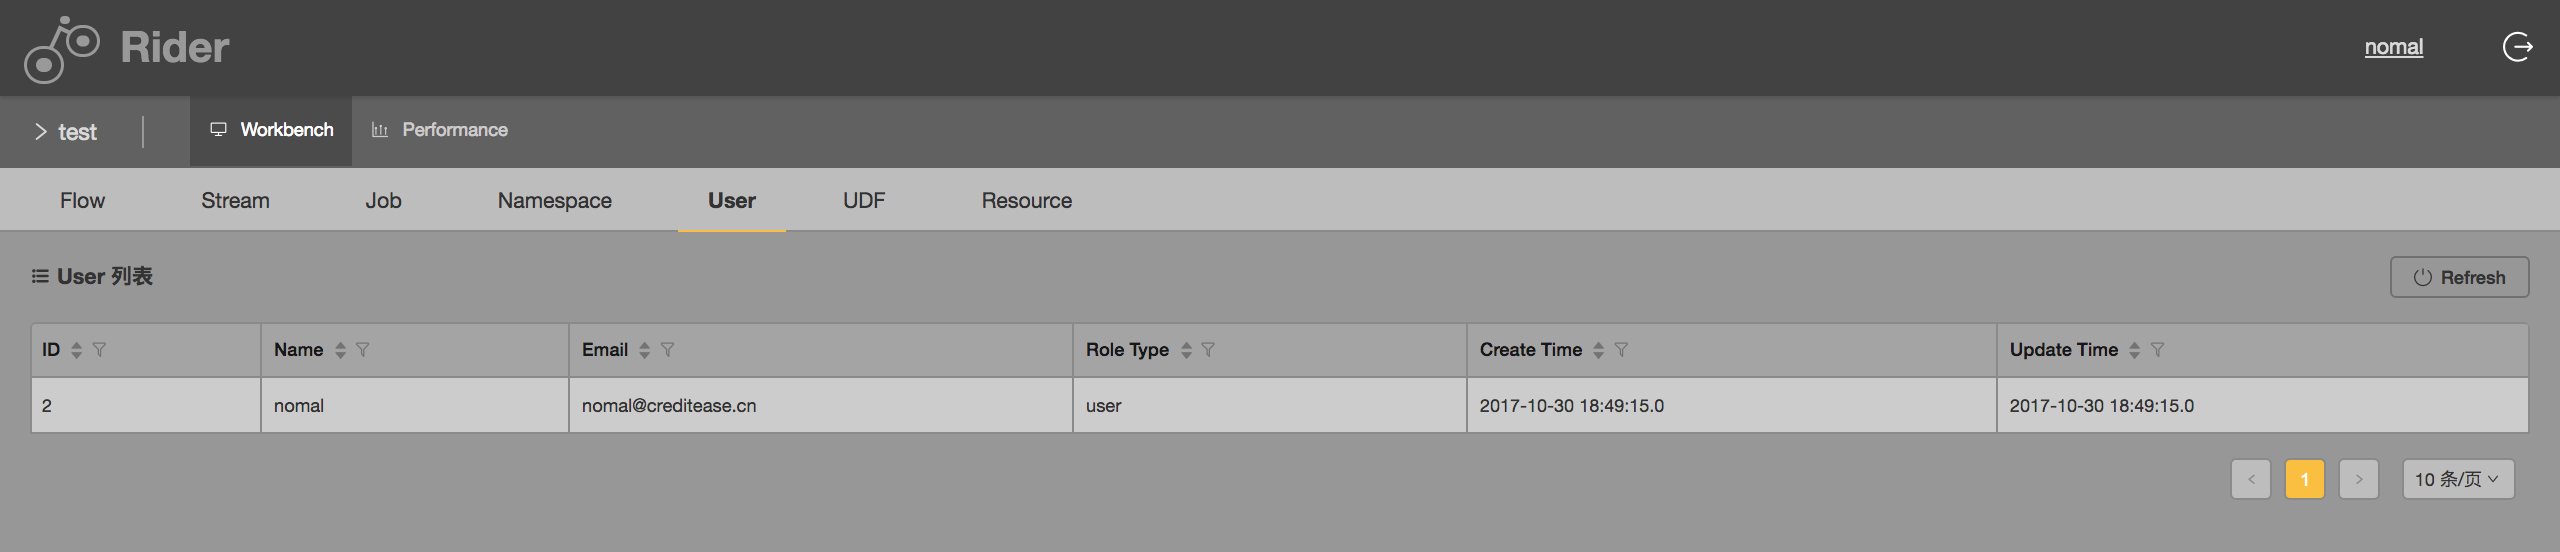 Rider nomal
test Workbench Performance
Flow Stream Job Namespace User UDF Resource
User 列表 Refresh
ID Name Email Role Type Create Time Update Time
2 nomal nomal@creditease.cn user 2017-10-30 18:49:15.0 2017-10-30 18:49:15.0
< 1 > 10 条/页